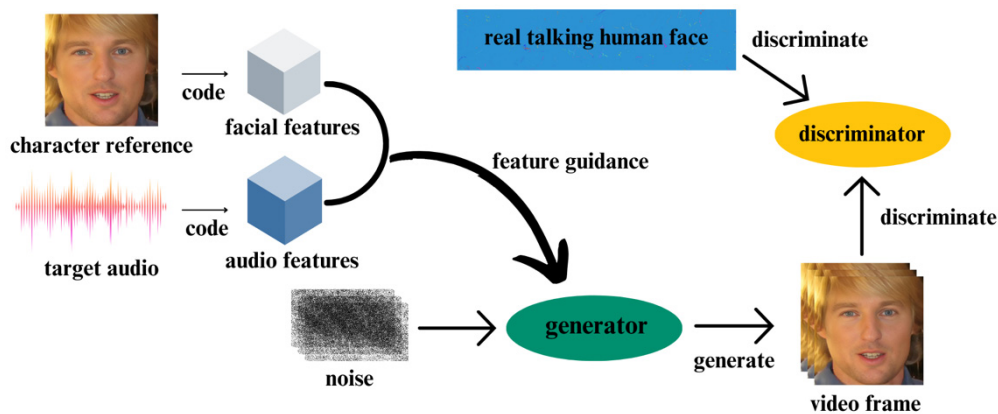 real talking human face
discriminate
code
facial features
character reference
discriminator
feature guidance
code
audio features
target audio
discriminate
generator
generate
noise
video frame